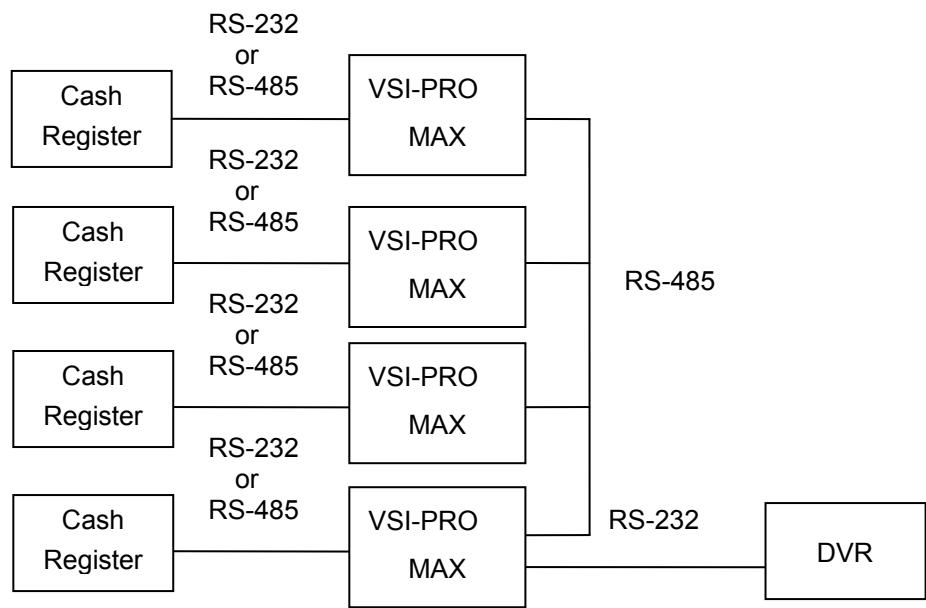 RS-232
or
RS-485
Cash
Register
VSI-PRO
MAX
RS-232
or
RS-485
Cash
Register
VSI-PRO
MAX
RS-485
RS-232
or
RS-485
Cash
Register
VSI-PRO
MAX
RS-232
or
RS-485
Cash
Register
VSI-PRO
MAX
RS-232
DVR